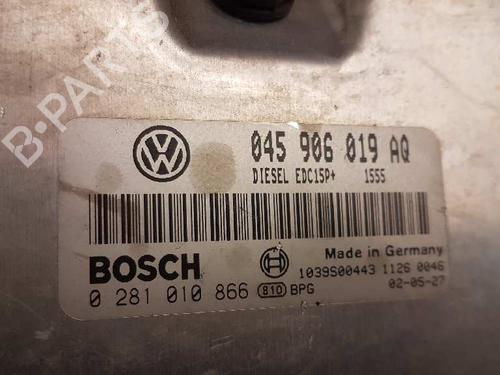 B-PARTS
045 906 019 AQ
DIESEL EDC15P+ 1555
BOSCH
Made in Germany
1039S00443 1126 0046
0 281 010 866 810 BPG
02-05-27